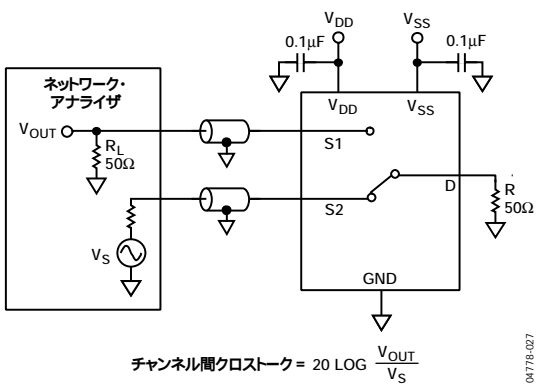 VDD
VSS
0.1μF
0.1μF
ネットワーク・
アナライザ
VDD
VSS
VOUT
RL
50Ω
S1
S2
D
R
50Ω
VS
GND
チャンネル間クロストーク = 20 LOG VOUT
VS
04778-027